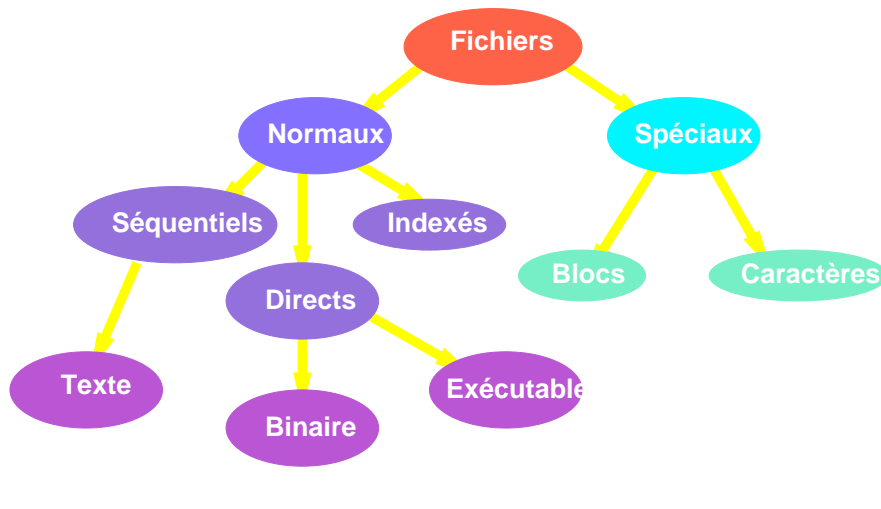 Fichiers
Normaux
Spéciaux
Séquentiels
Indexés
Blocs
Caractères
Directs
Texte
Exécutable
Binaire